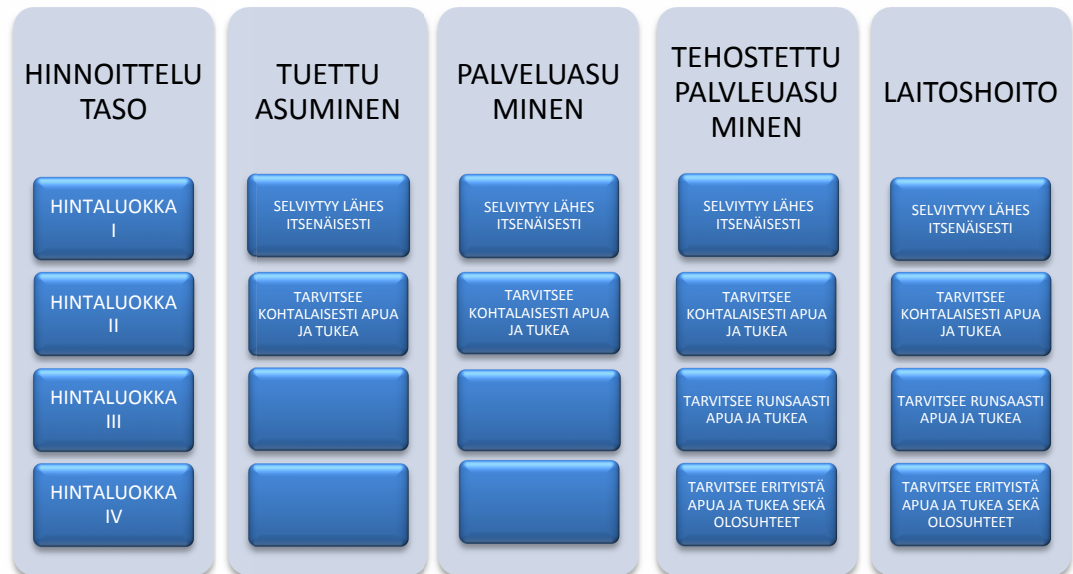 HINNOITTELU
TASO
HINTALUOKKA
I
HINTALUOKKA
II
HINTALUOKKA
III
HINTALUOKKA
IV
TUETTU
ASUMINEN
SELVIYTYY LÄHES
ITSENÄISESTI
TARVITSEE
KOHTALAISESTI APUA
JA TUKEA
PALVELUASU
MINEN
SELVIYTYY LÄHES
ITSENÄISESTI
TARVITSEE
KOHTALAISESTI APUA
JA TUKEA
TEHOSTETTU
PALVLEUASU
MINEN
SELVIYTYY LÄHES
ITSENÄISESTI
TARVITSEE
KOHTALAISESTI APUA
JA TUKEA
TARVITSEE RUNSAASTI
APUA JA TUKEA
TARVITSEE ERITYISTÄ
APUA JA TUKEA SEKÄ
OLOSUHTEET
LAITOSHOITO
SELVIYTYYY LÄHES
ITSENÄISESTI
TARVITSEE
KOHTALAISESTI APUA
JA TUKEA
TARVITSEE RUNSAASTI
APUA JA TUKEA
TARVITSEE ERITYISTÄ
APUA JA TUKEA SEKÄ
OLOSUHTEET